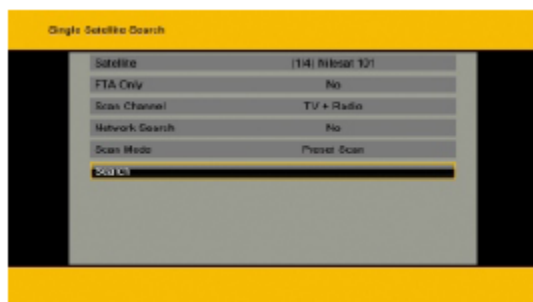 Single Satellite Search
Satellite (1/4) Nilesat 101
FTA Only No
Scan Channel TV + Radio
Network Search No
Scan Mode Preset Scan
Search